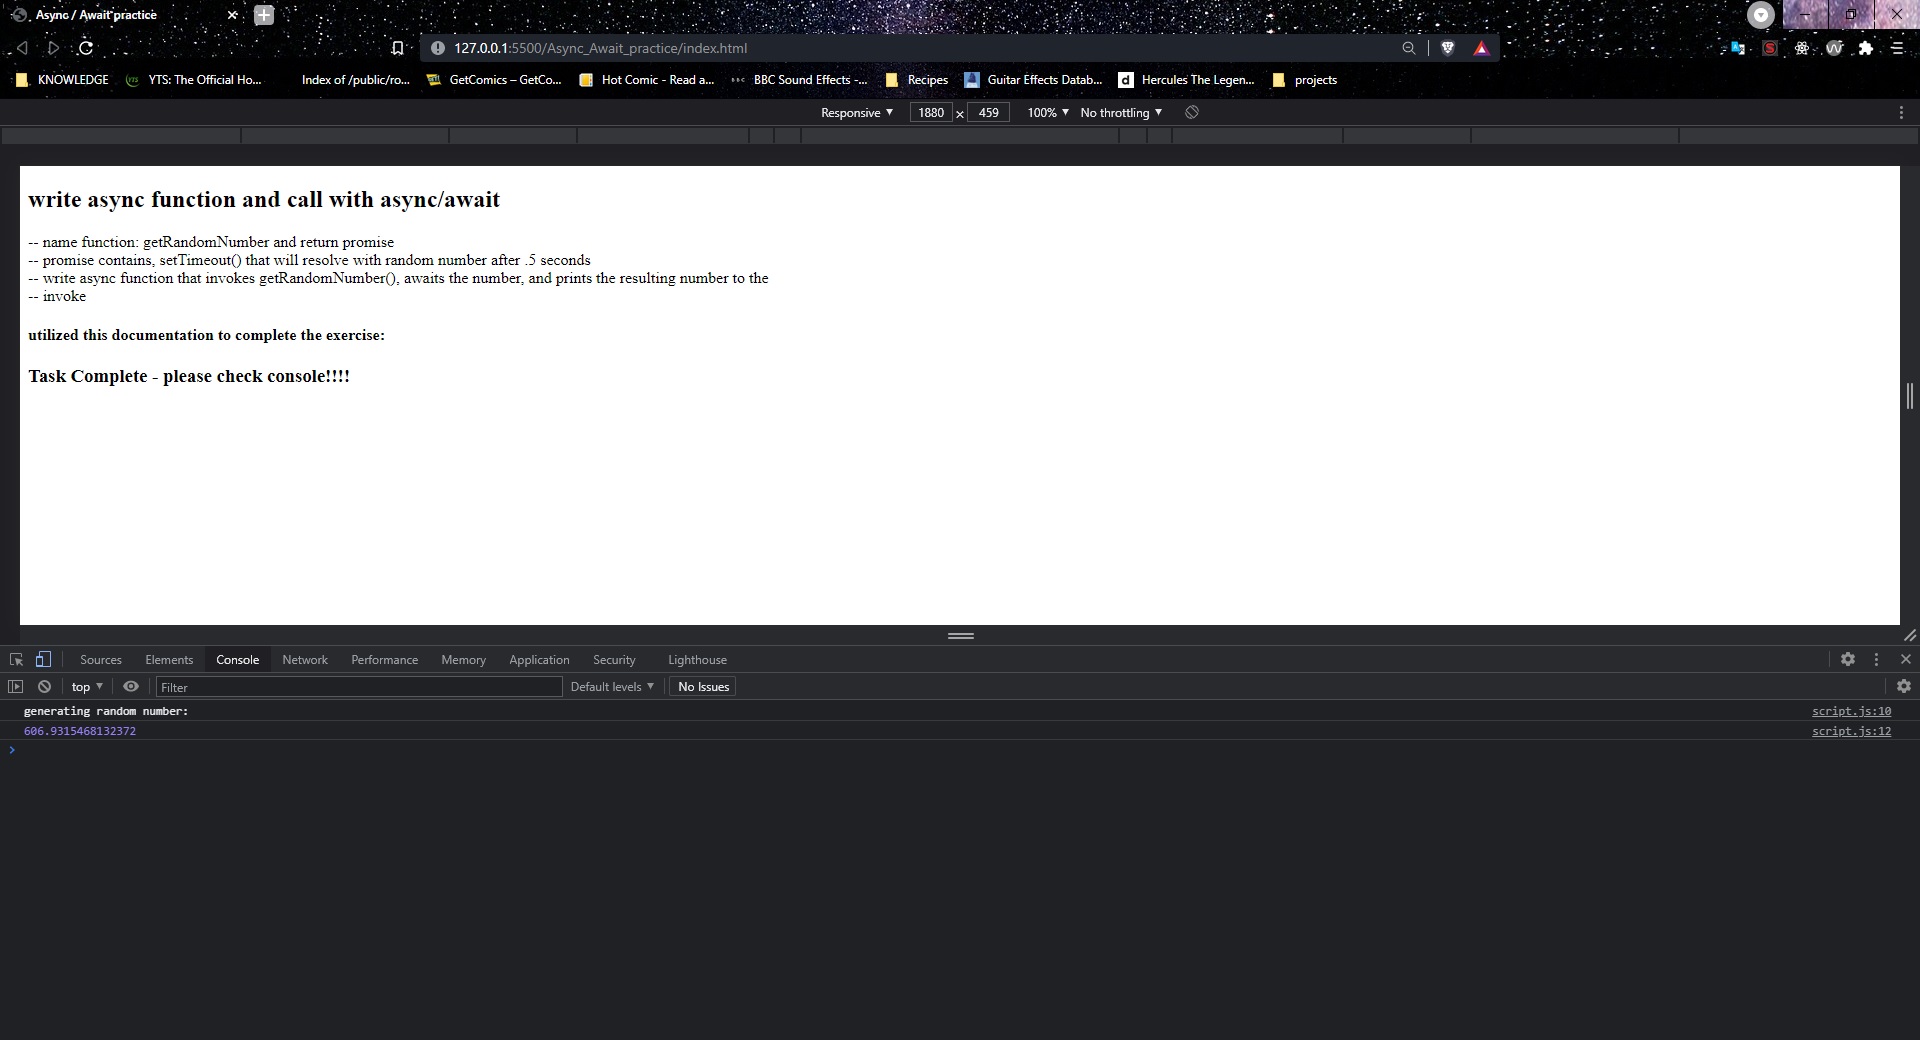 Async / Await practice
127.0.0.1:5500/Async_Await_practice/index.html
KNOWLEDGE YTS: The Official Ho... Index of /public/ro... GetComics – GetCo... Hot Comic - Read a... BBC Sound Effects -... Recipes Guitar Effects Datab... Hercules The Legen... projects
Responsive 1880 x 459 100% No throttling
write async function and call with async/await
-- name function: getRandomNumber and return promise
-- promise contains, setTimeout() that will resolve with random number after .5 seconds
-- write async function that invokes getRandomNumber(), awaits the number, and prints the resulting number to the
-- invoke
utilized this documentation to complete the exercise:
Task Complete - please check console!!!!
Sources Elements Console Network Performance Memory Application Security Lighthouse
top Filter Default levels No Issues
generating random number: script.js:10
606.9315468132372 script.js:12